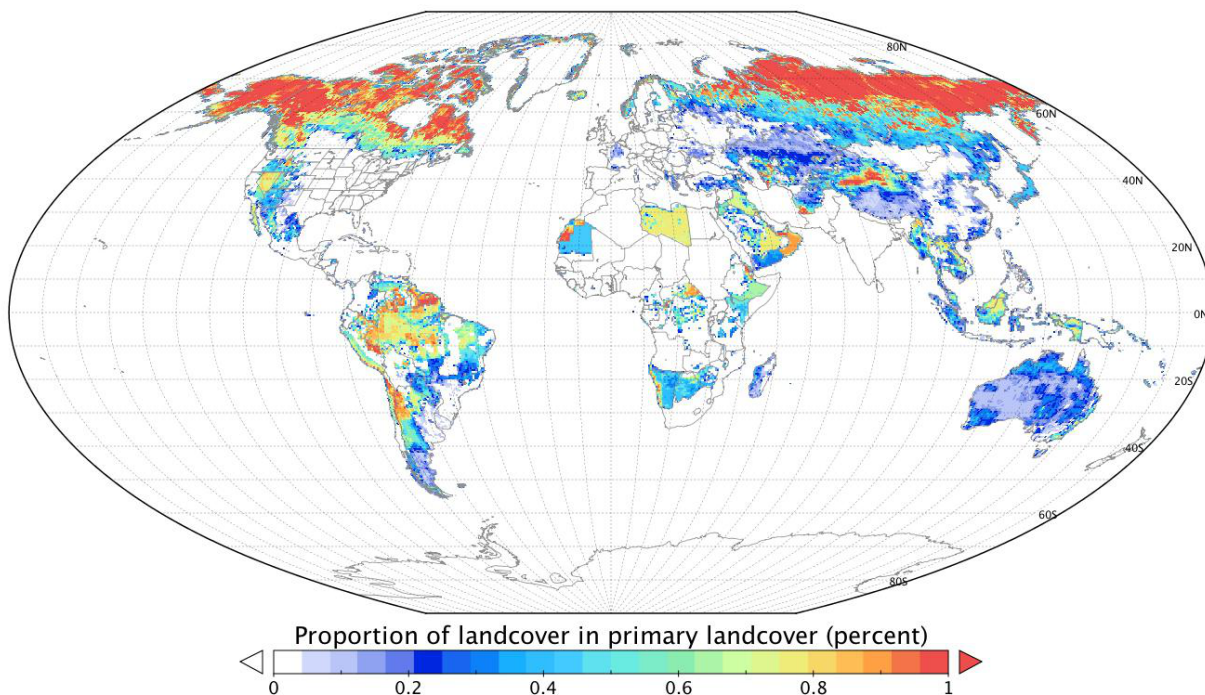 80N
60N
40N
20N
0N
20S
40S
60S
80S
Proportion of landcover in primary landcover (percent)
0 0.2 0.4 0.6 0.8 1